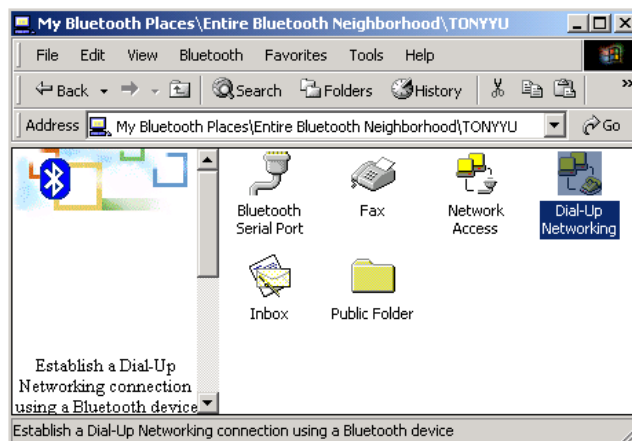 My Bluetooth Places\Entire Bluetooth Neighborhood\TONYYU
File Edit View Bluetooth Favorites Tools Help
Back Search Folders History »
Address My Bluetooth Places\Entire Bluetooth Neighborhood\TONYYU Go
Bluetooth Serial Port
Fax
Network Access
Dial-Up Networking
Inbox
Public Folder
Establish a Dial-Up
Networking connection
using a Bluetooth device
Establish a Dial-Up Networking connection using a Bluetooth device